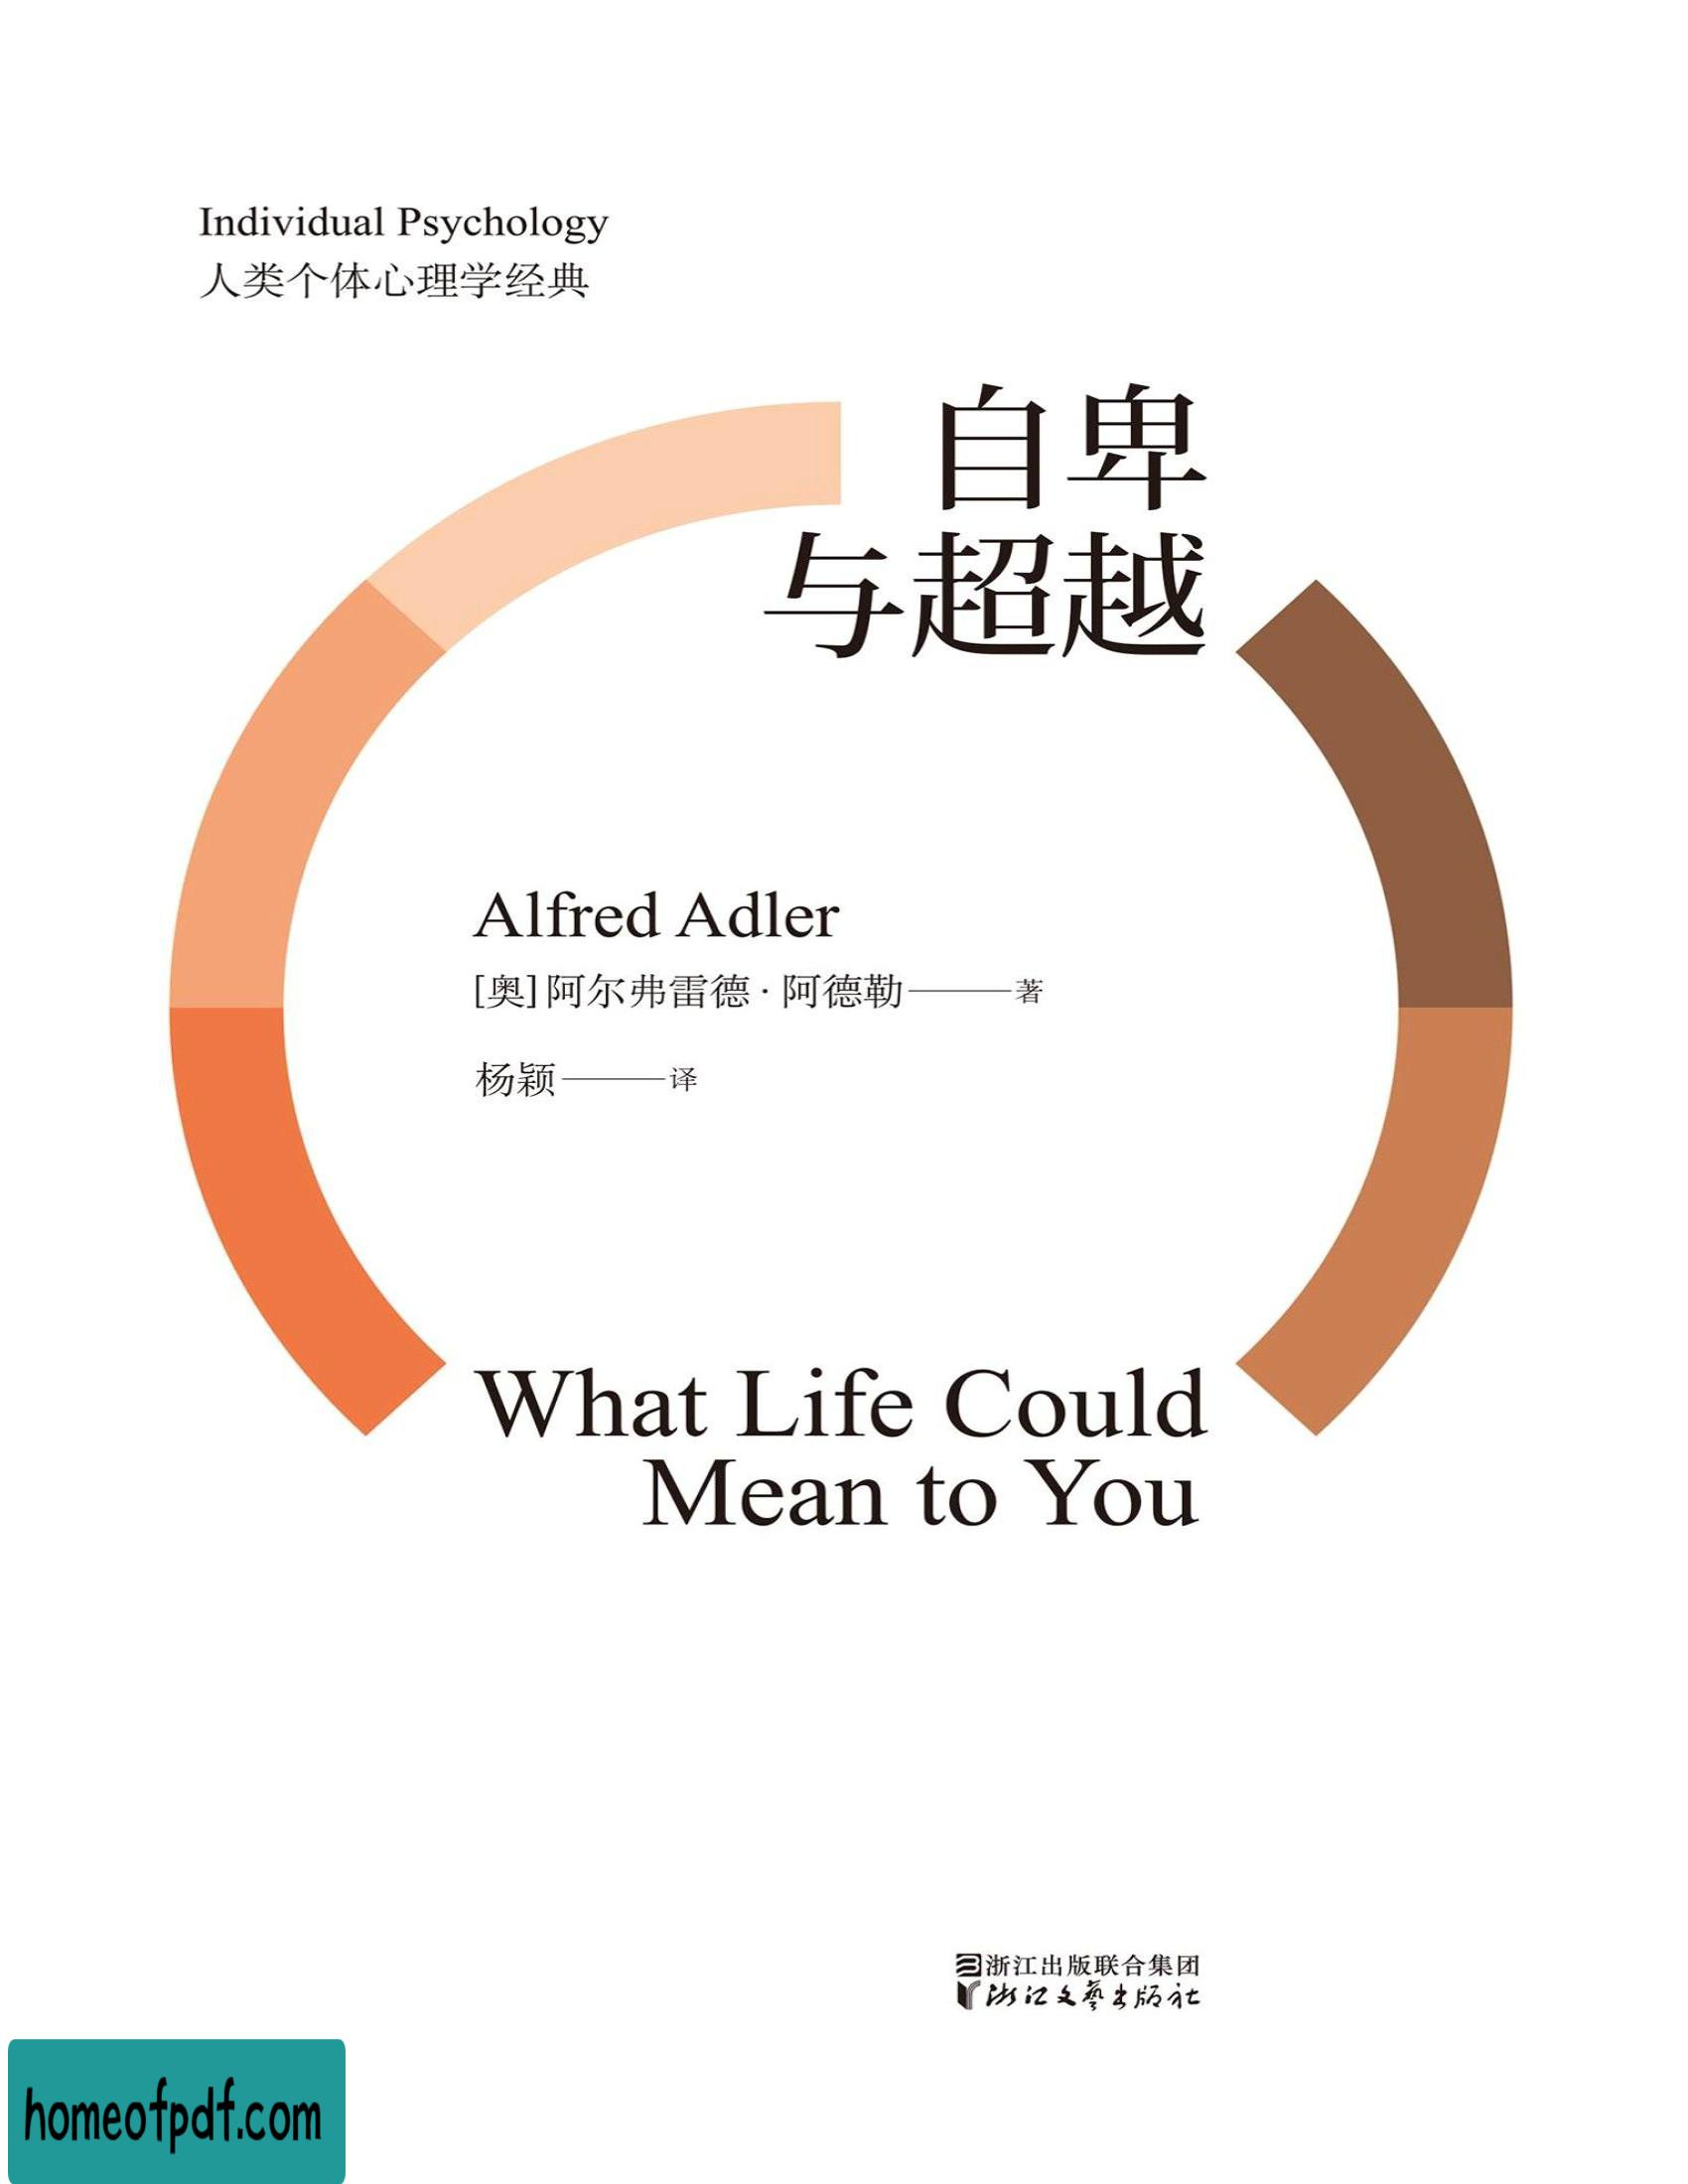 Individual Psychology
人类个体心理学经典
自卑
与超越
Alfred Adler
[奥]阿尔弗雷德·阿德勒——著
杨颖——译
What Life Could
Mean to You
浙江出版联合集团
浙江文艺出版社
homeofpdf.com